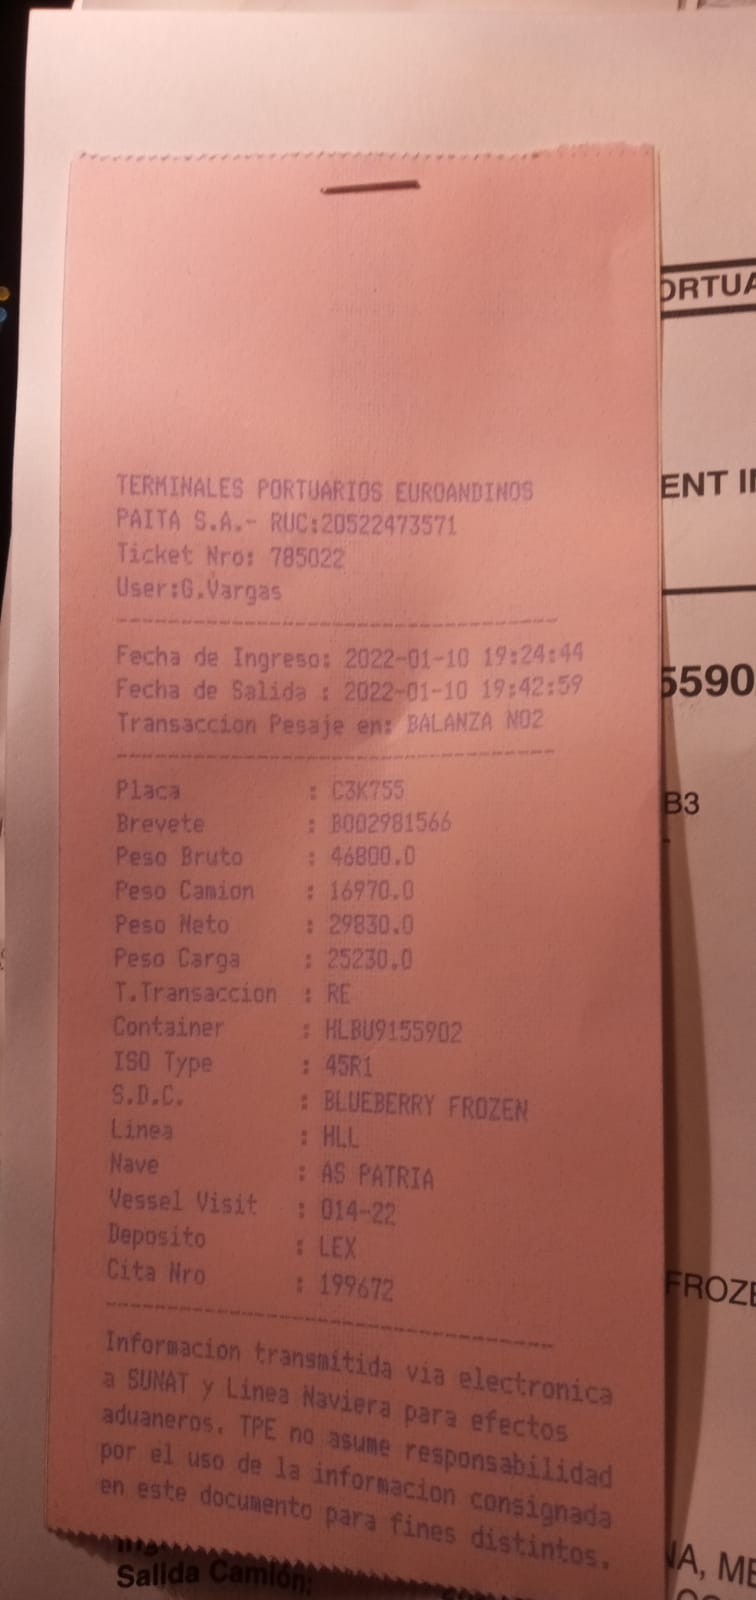 TERMINALES PORTUARIOS EUROANDINOS
PAITA S.A.- RUC:20522473571
Ticket Nro: 785022
User:G.Vargas
Fecha de Ingreso: 2022-01-10 19:24:44
Fecha de Salida : 2022-01-10 19:42:59
Transaccion Pesaje en: BALANZA N02
Placa : C3K755
Brevete : B002981566
Peso Bruto : 46800.0
Peso Camion : 16970.0
Peso Neto : 29830.0
Peso Carga : 25230.0
T.Transaccion : RE
Container : HLBU9155902
ISO Type : 45R1
S.D.C. : BLUEBERRY FROZEN
Linea : HLL
Nave : AS PATRIA
Vessel Visit : 014-22
Deposito : LEX
Cita Nro : 199672
Informacion transmitida via electronica
a SUNAT y Linea Naviera para efectos
aduaneros. TPE no asume responsabilidad
por el uso de la informacion consignada
en este documento para fines distintos.
ORTUA
ENT I
5590
B3
FROZE
NA, ME
Salida Camión: